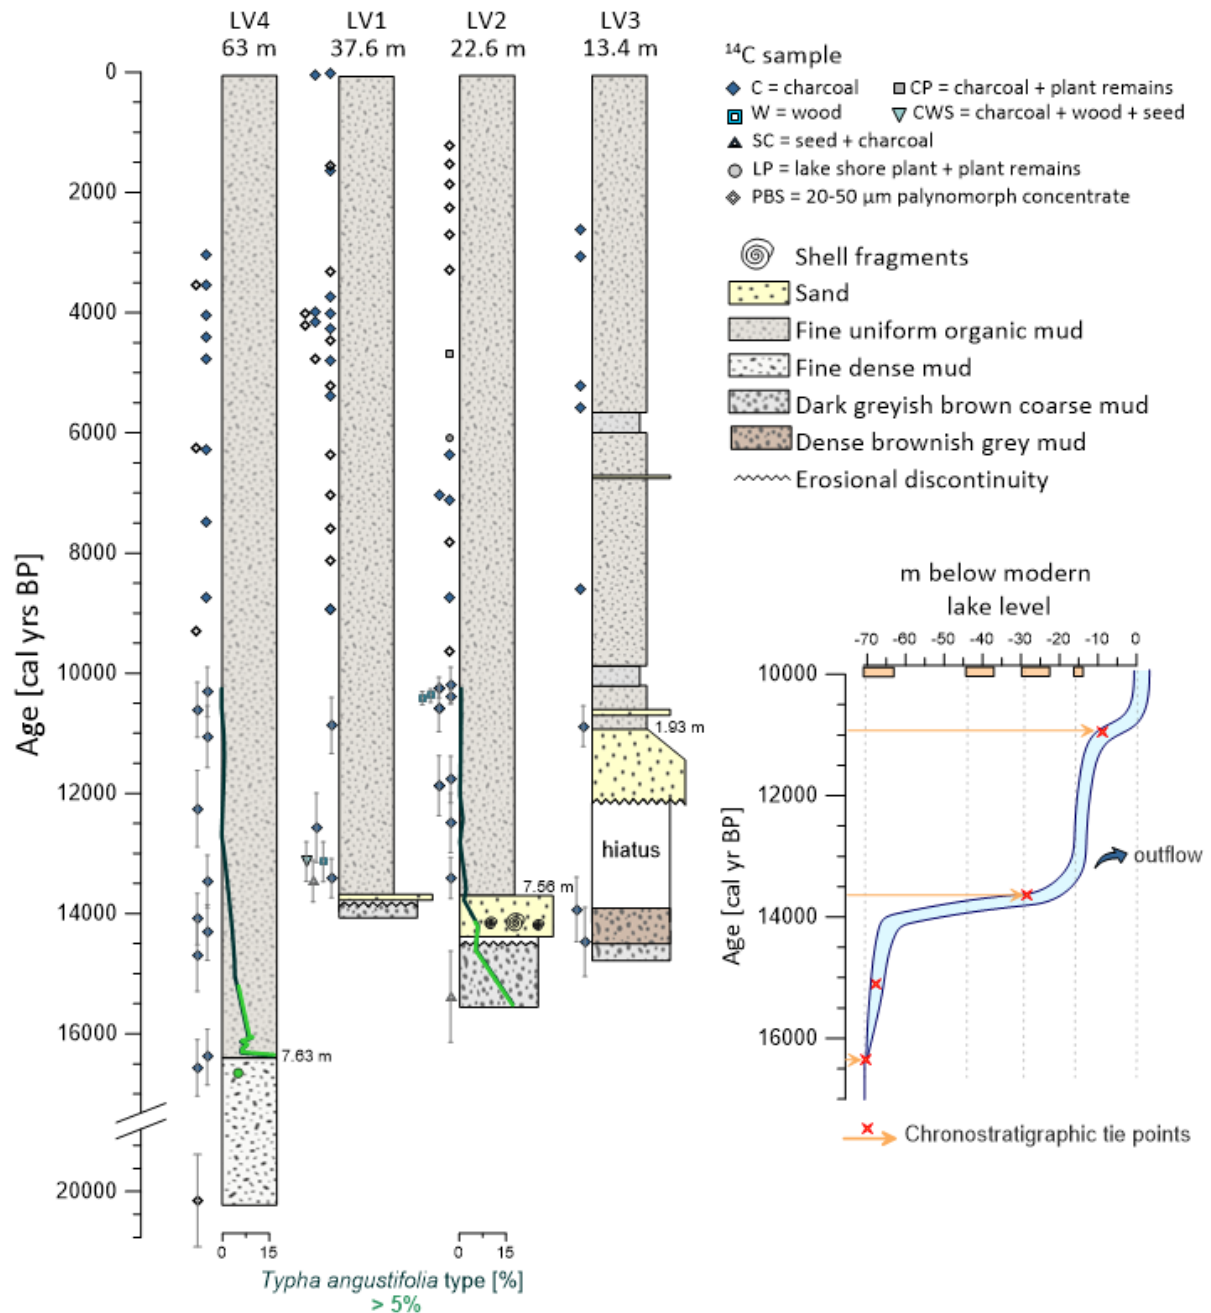 LV4 LV1 LV2 LV3
63 m 37.6 m 22.6 m 13.4 m
¹⁴C sample
C = charcoal CP = charcoal + plant remains
W = wood CWS = charcoal + wood + seed
SC = seed + charcoal
LP = lake shore plant + plant remains
PBS = 20-50 µm palynomorph concentrate
Shell fragments
Sand
Fine uniform organic mud
Fine dense mud
Dark greyish brown coarse mud
Dense brownish grey mud
Erosional discontinuity
Age [cal yrs BP]
0
2000
4000
6000
8000
10000
12000
14000
16000
20000
1.93 m
hiatus
7.56 m
7.63 m
0 15
0 15
Typha angustifolia type [%]
> 5%
m below modern
lake level
-70 -60 -50 -40 -30 -20 -10 0
Age [cal yr BP]
10000
12000
14000
16000
outflow
Chronostratigraphic tie points